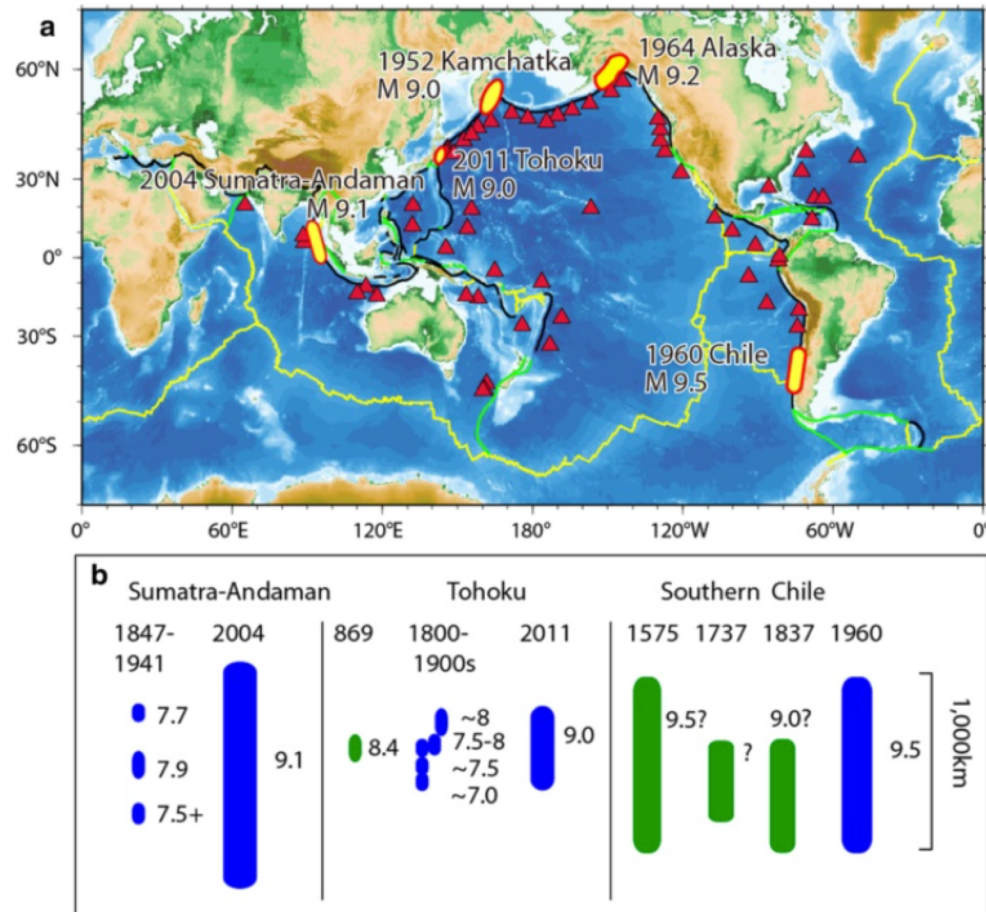 a
60°N
30°N
0°
30°S
60°S
1952 Kamchatka
M 9.0
1964 Alaska
M 9.2
2011 Tohoku
M 9.0
2004 Sumatra-Andaman
M 9.1
1960 Chile
M 9.5
0° 60°E 120°E 180° 120°W 60°W 0°
b
Sumatra-Andaman Tohoku Southern Chile
1847-
1941
2004
869
1800-
1900s
2011
1575 1737 1837 1960
7.7
7.9
7.5+
9.1
8.4
~8
7.5-8
~7.5
~7.0
9.0
9.5?
?
9.0?
9.5
1,000km